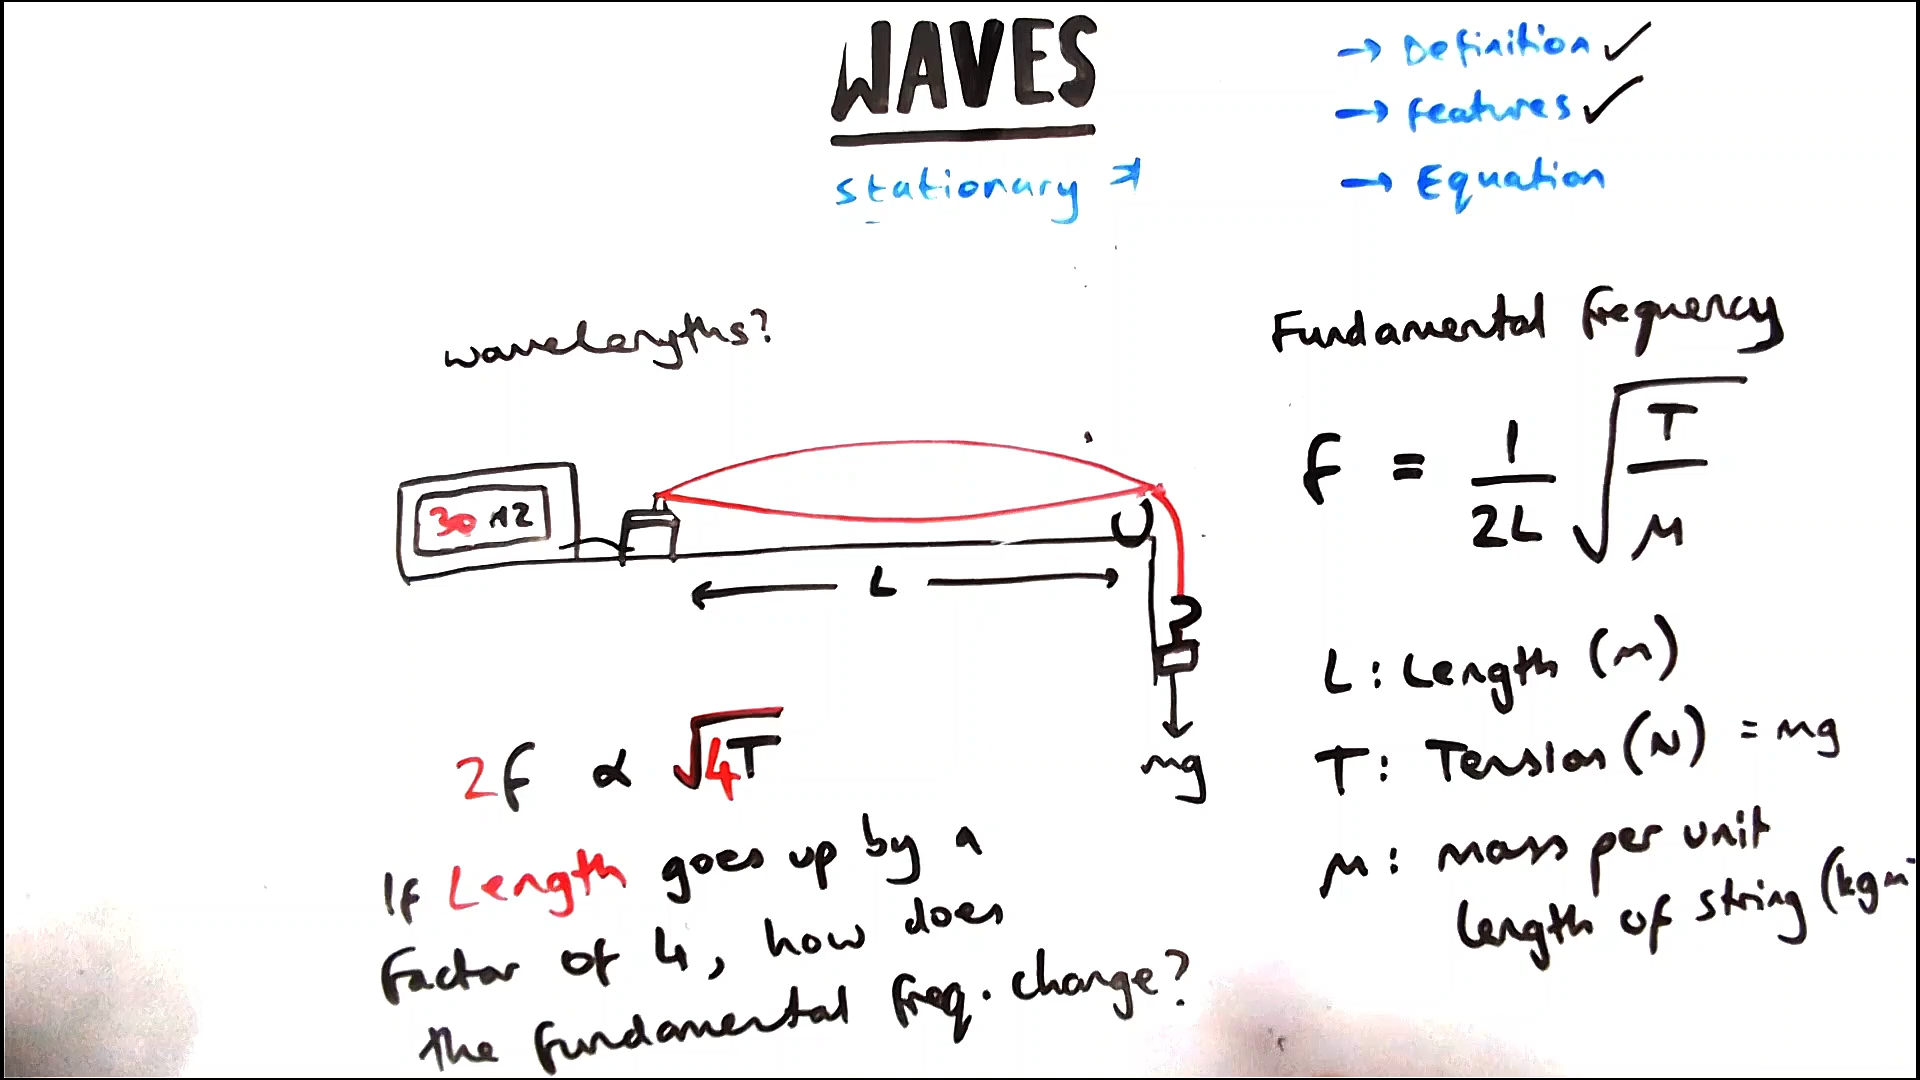 WAVES
stationary
→ Definition ✓
→ features ✓
→ Equation
wavelengths?
30 Hz
L
mg
2f ∝ √4T
If Length goes up by a
factor of 4, how does
the fundamental freq. change?
Fundamental frequency
f = 1/2L √T/μ
L: Length (m)
T: Tension (N) = mg
μ: mass per unit
length of string (kgm⁻